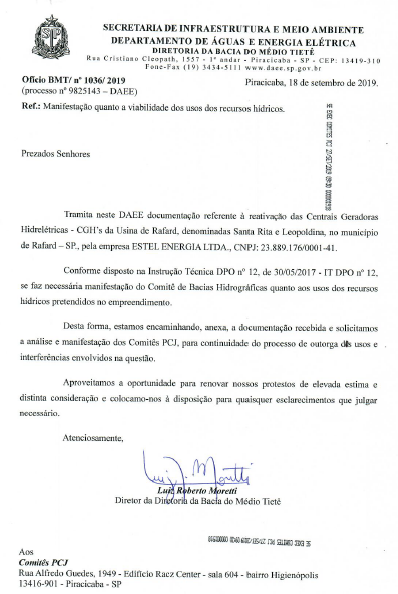 SECRETARIA DE INFRAESTRUTURA E MEIO AMBIENTE
DEPARTAMENTO DE ÁGUAS E ENERGIA ELÉTRICA
DIRETORIA DA BACIA DO MÉDIO TIETÊ
Rua Cristiano Cleopath, 1557 - 1º andar - Piracicaba - SP - CEP: 13419-310
Fone-Fax (19) 3434-5111 www.daee.sp.gov.br
Ofício BMT/ nº 1036/ 2019
Piracicaba, 18 de setembro de 2019.
(processo nº 9825143 – DAEE)
Ref.: Manifestação quanto a viabilidade dos usos dos recursos hídricos.
Prezados Senhores
Tramita neste DAEE documentação referente à reativação das Centrais Geradoras
Hidrelétricas - CGH's da Usina de Rafard, denominadas Santa Rita e Leopoldina, no município
de Rafard – SP., pela empresa ESTEL ENERGIA LTDA., CNPJ: 23.889.176/0001-41.
Conforme disposto na Instrução Técnica DPO nº 12, de 30/05/2017 - IT DPO nº 12,
se faz necessária manifestação do Comitê de Bacias Hidrográficas quanto aos usos dos recursos
hídricos pretendidos no empreendimento.
Desta forma, estamos encaminhando, anexa, a documentação recebida e solicitamos
a análise e manifestação dos Comitês PCJ, para continuidade do processo de outorga dos usos e
interferências envolvidos na questão.
Aproveitamos a oportunidade para renovar nossos protestos de elevada estima e
distinta consideração e colocamo-nos à disposição para quaisquer esclarecimentos que julgar
necessário.
Atenciosamente,
Luiz Roberto Moretti
Diretor da Diretoria da Bacia do Médio Tietê
Aos
Comitês PCJ
Rua Alfredo Guedes, 1949 - Edifício Racz Center - sala 604 - bairro Higienópolis
13416-901 - Piracicaba - SP